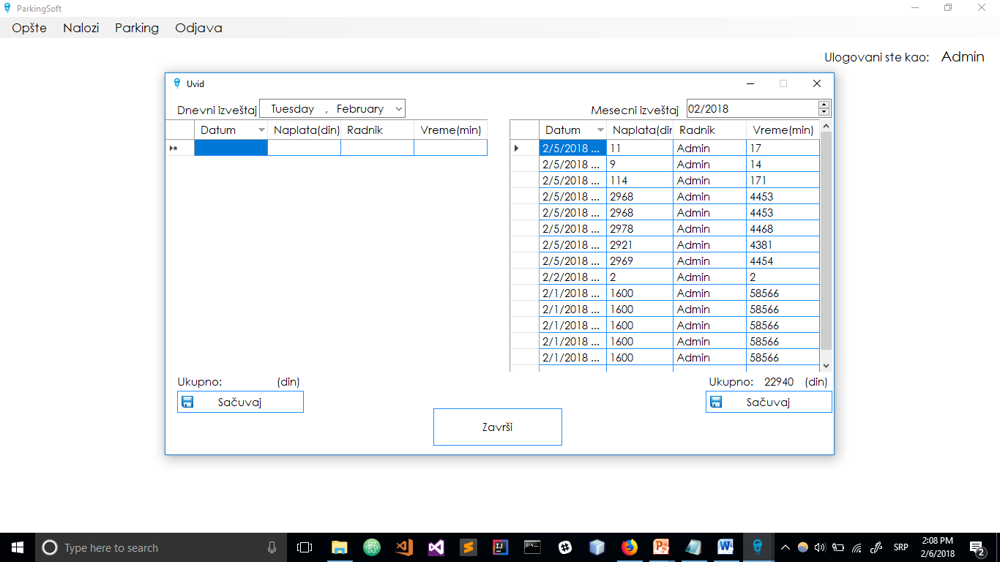 ParkingSoft
Opšte Nalozi Parking Odjava
Ulogovani ste kao: Admin
Uvid
Dnevni izveštaj Tuesday , February
Mesecni izveštaj 02/2018
Datum Naplata(din) Radnik Vreme(min)
Datum Naplata(din Radnik Vreme(min)
2/5/2018 ... 11 Admin 17
2/5/2018 ... 9 Admin 14
2/5/2018 ... 114 Admin 171
2/5/2018 ... 2968 Admin 4453
2/5/2018 ... 2968 Admin 4453
2/5/2018 ... 2978 Admin 4468
2/5/2018 ... 2921 Admin 4381
2/5/2018 ... 2969 Admin 4454
2/2/2018 ... 2 Admin 2
2/1/2018 ... 1600 Admin 58566
2/1/2018 ... 1600 Admin 58566
2/1/2018 ... 1600 Admin 58566
2/1/2018 ... 1600 Admin 58566
2/1/2018 ... 1600 Admin 58566
Ukupno: (din)
Sačuvaj
Ukupno: 22940 (din)
Sačuvaj
Završi
Type here to search
SRP
2:08 PM
2/6/2018
2